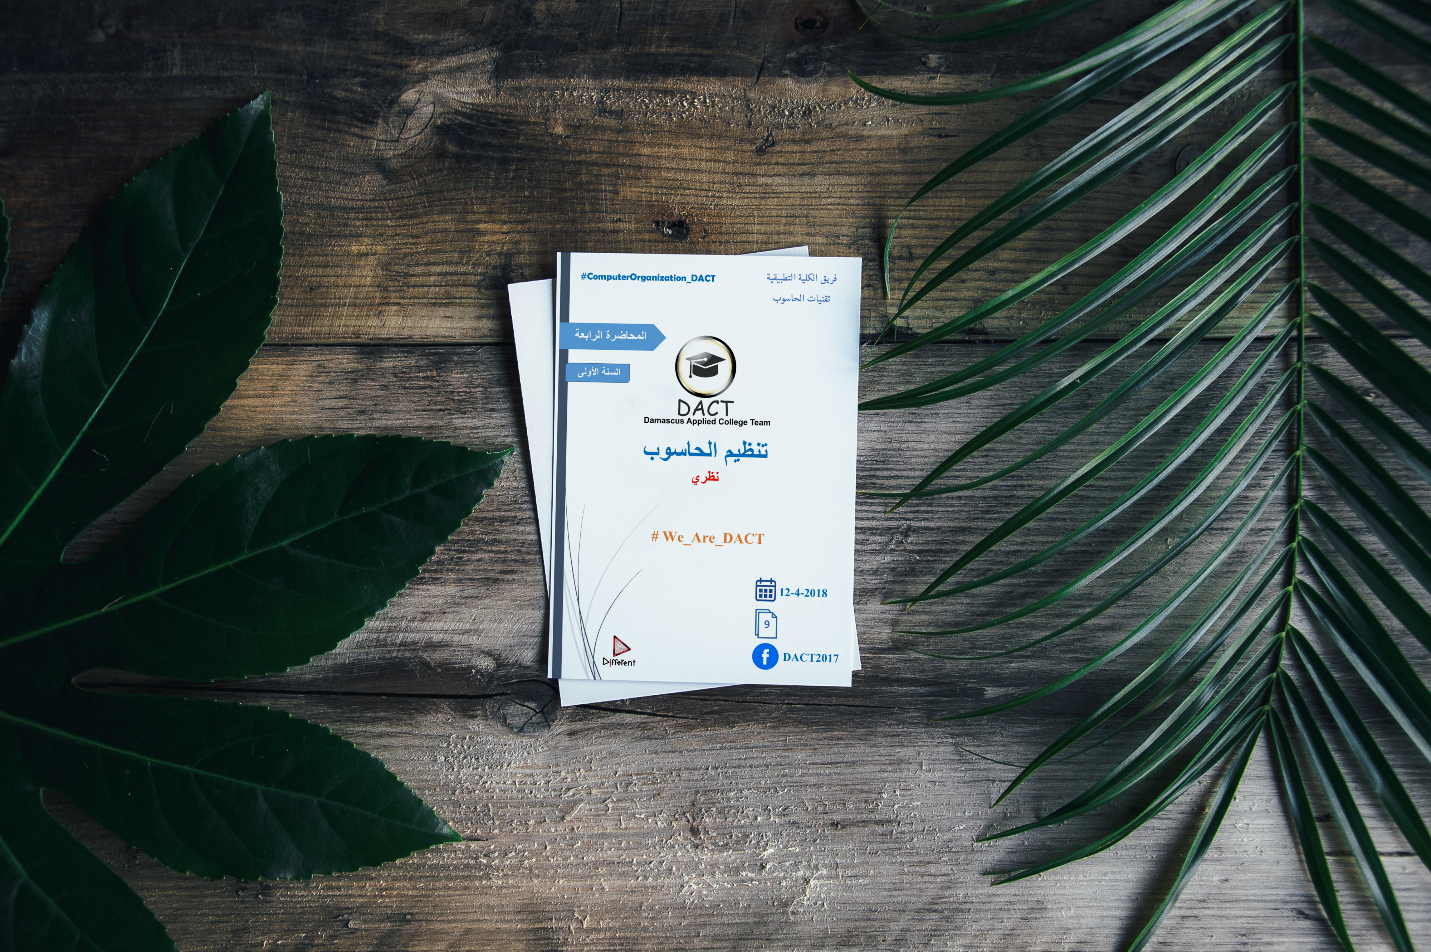 #ComputerOrganization_DACT
فريق الكلية التطبيقية
تقنيات الحاسوب
المحاضرة الرابعة
السنة الأولى
DACT
Damascus Applied College Team
تنظيم الحاسوب
نظري
# We_Are_DACT
12-4-2018
9
DACT2017
Different